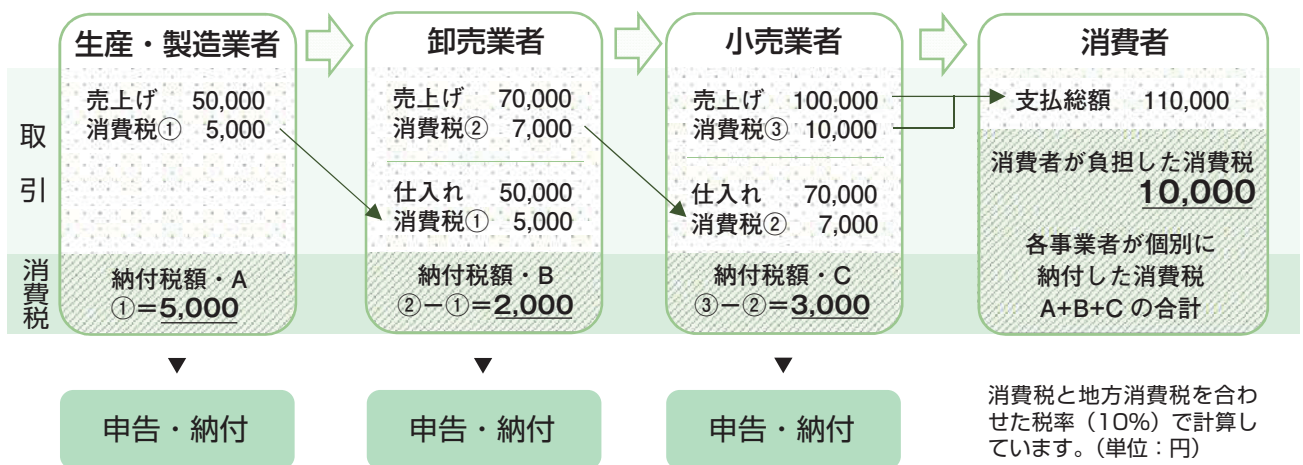 生産・製造業者
卸売業者
小売業者
消費者
取引
売上げ 50,000
消費税① 5,000
売上げ 70,000
消費税② 7,000
仕入れ 50,000
消費税① 5,000
売上げ 100,000
消費税③ 10,000
仕入れ 70,000
消費税② 7,000
支払総額 110,000
消費者が負担した消費税
10,000
各事業者が個別に
納付した消費税
A+B+C の合計
消費税
納付税額・A
①=5,000
納付税額・B
②−①=2,000
納付税額・C
③−②=3,000
▼
▼
▼
申告・納付
申告・納付
申告・納付
消費税と地方消費税を合わ
せた税率（10%）で計算し
ています。（単位：円）